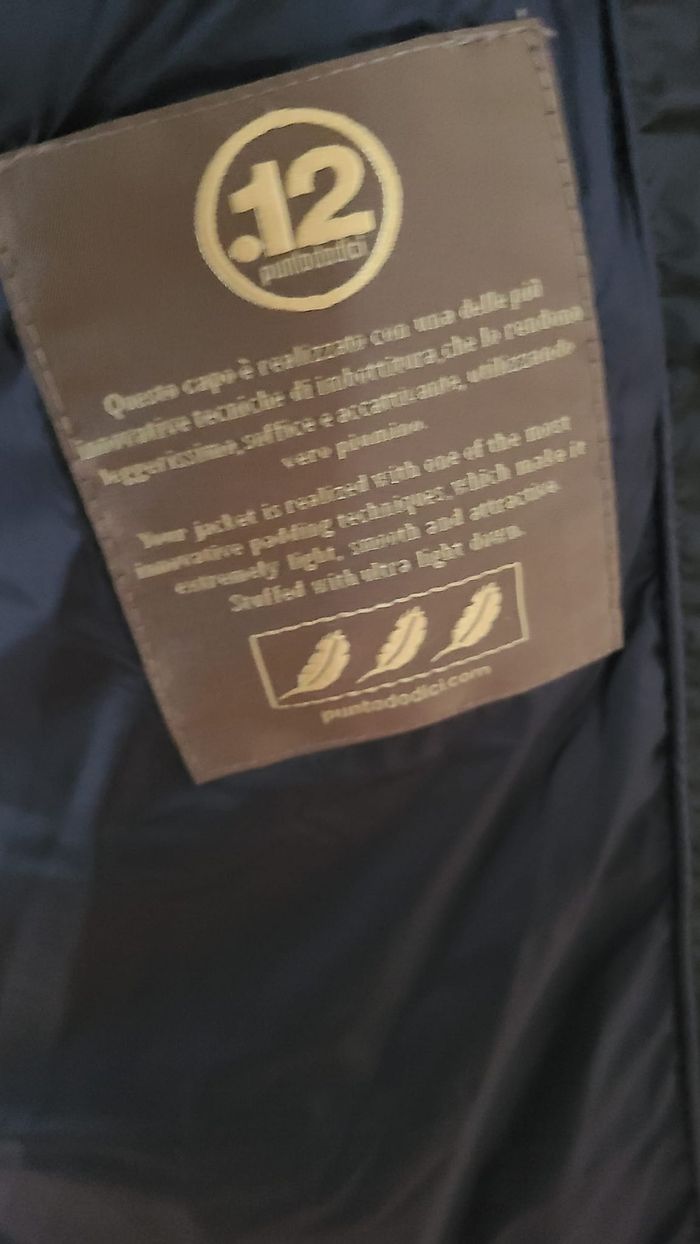 .12
puntododici
Questo capo è realizzato con una delle più
innovative tecniche di imbottitura, che lo rendono
leggerissimo, soffice e accattivante, utilizzando
vero piumino.
Your jacket is realized with one of the most
innovative padding techniques, which make it
extremely light, smooth and attractive.
Stuffed with ultra light down.
puntododici.com